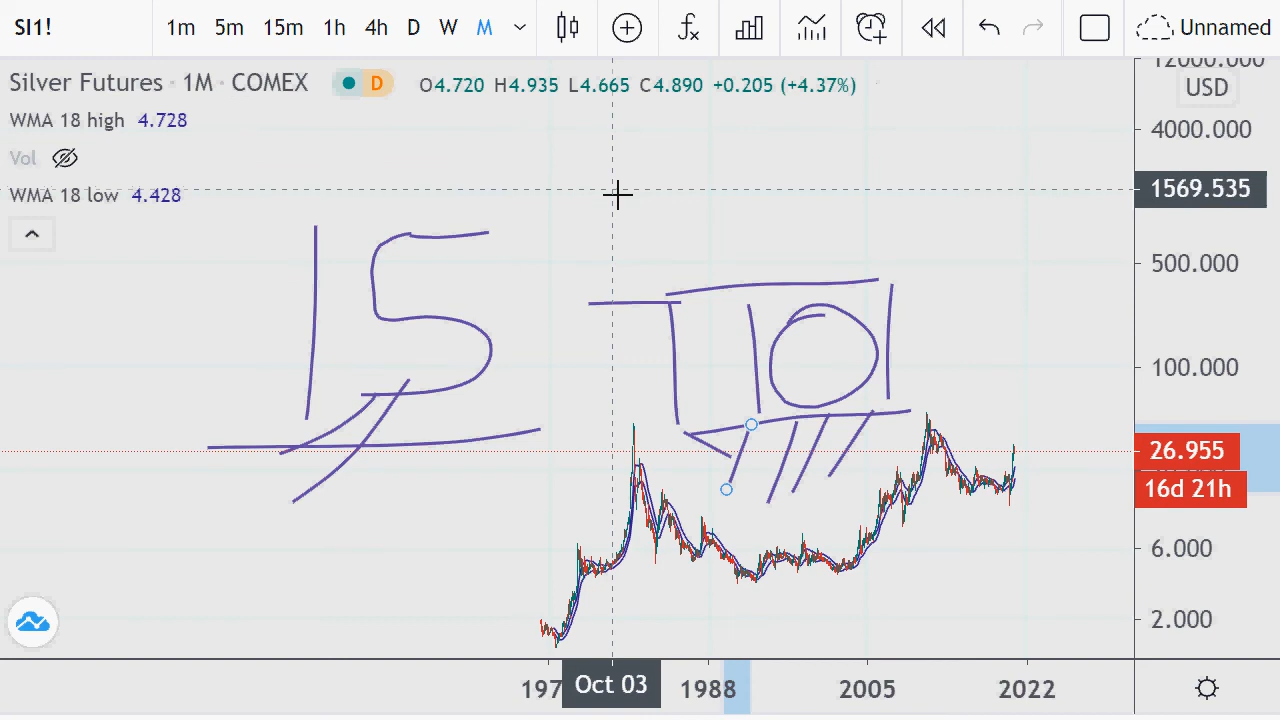 SI1! 1m 5m 15m 1h 4h D W M Unnamed
Silver Futures · 1M · COMEX D O4.720 H4.935 L4.665 C4.890 +0.205 (+4.37%)
WMA 18 high 4.728
Vol
WMA 18 low 4.428
12000.000
USD
4000.000
1569.535
500.000
100.000
26.955
16d 21h
6.000
2.000
15
197 Oct 03 1988 2005 2022